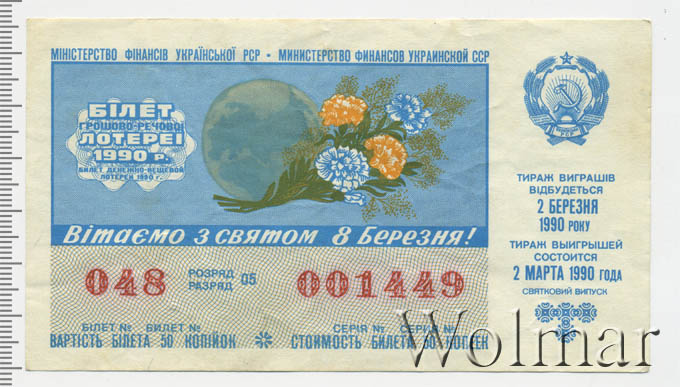 МІНІСТЕРСТВО ФІНАНСІВ УКРАЇНСЬКОЇ РСР • МИНИСТЕРСТВО ФИНАНСОВ УКРАИНСКОЙ ССР
БІЛЕТ
ГРОШОВО-РЕЧОВОЇ
ЛОТЕРЕЇ
1990 р.
БИЛЕТ ДЕНЕЖНО-ВЕЩЕВОЙ
ЛОТЕРЕИ 1990 г.
Вітаємо з святом 8 Березня!
048 РОЗРЯД РАЗРЯД 05 001449
БІЛЕТ № БИЛЕТ № СЕРІЯ № СЕРИЯ №
ВАРТІСТЬ БІЛЕТА 50 КОПІЙОК СТОИМОСТЬ БИЛЕТА 50 КОПЕЕК
УРСР
ТИРАЖ ВИГРАШІВ
ВІДБУДЕТЬСЯ
2 БЕРЕЗНЯ
1990 РОКУ
ТИРАЖ ВЫИГРЫШЕЙ
СОСТОИТСЯ
2 МАРТА 1990 ГОДА
СВЯТКОВИЙ ВИПУСК
Wolmar